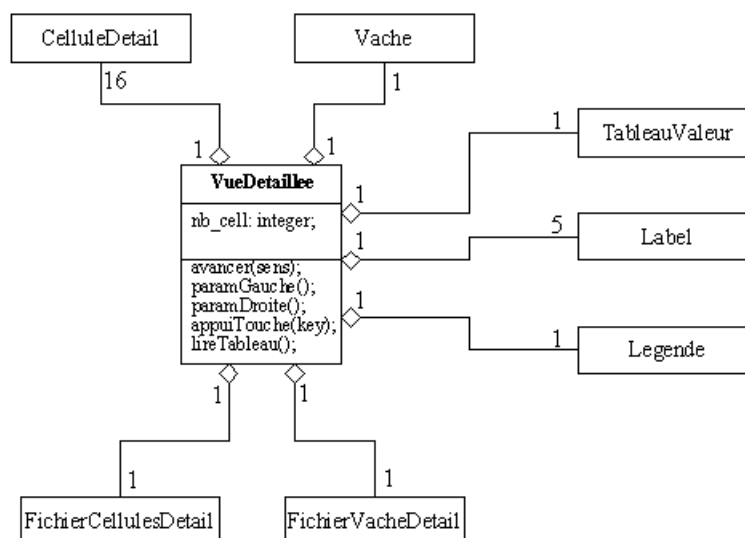 CelluleDetail
Vache
16
1
1
1
VueDetaillee
nb_cell: integer;
avancer(sens);
paramGauche();
paramDroite();
appuiTouche(key);
lireTableau();
1
1
TableauValeur
1
5
Label
1
1
Legende
1
1
1
1
FichierCellulesDetail
FichierVacheDetail